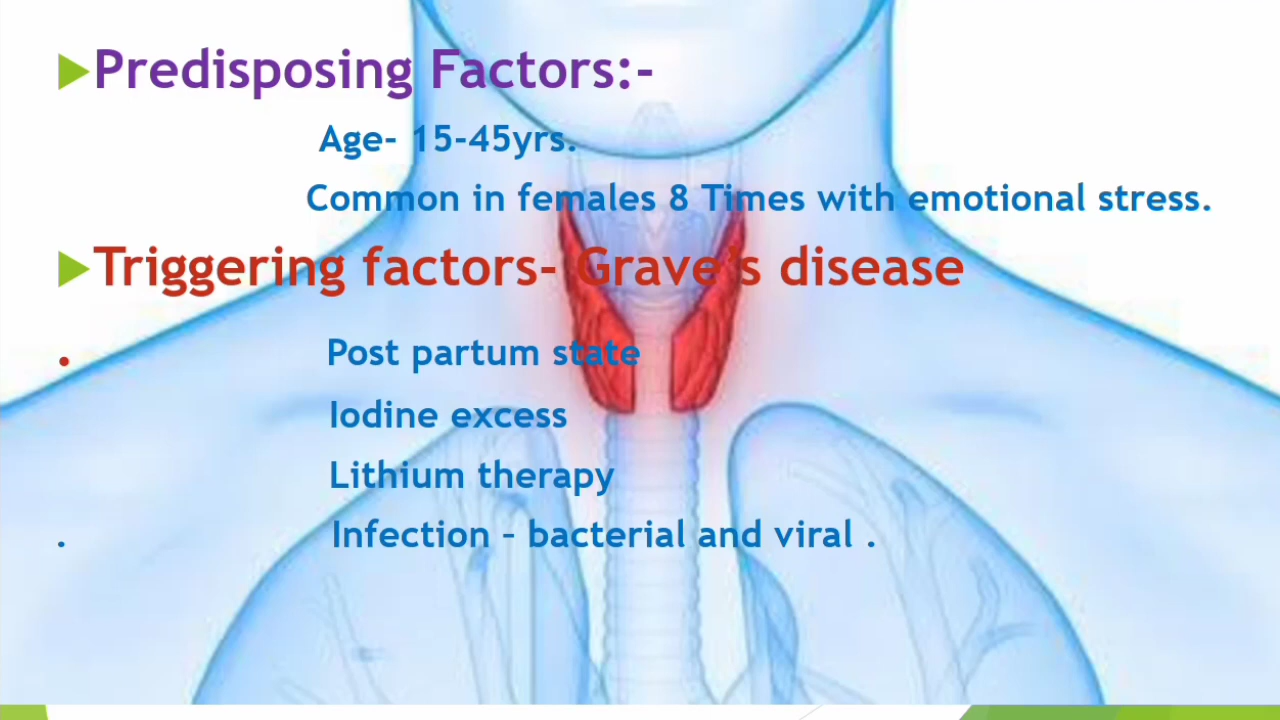 Predisposing Factors:-
Age- 15-45yrs.
Common in females 8 Times with emotional stress.
Triggering factors- Grave's disease
. Post partum state
Iodine excess
Lithium therapy
. Infection – bacterial and viral .